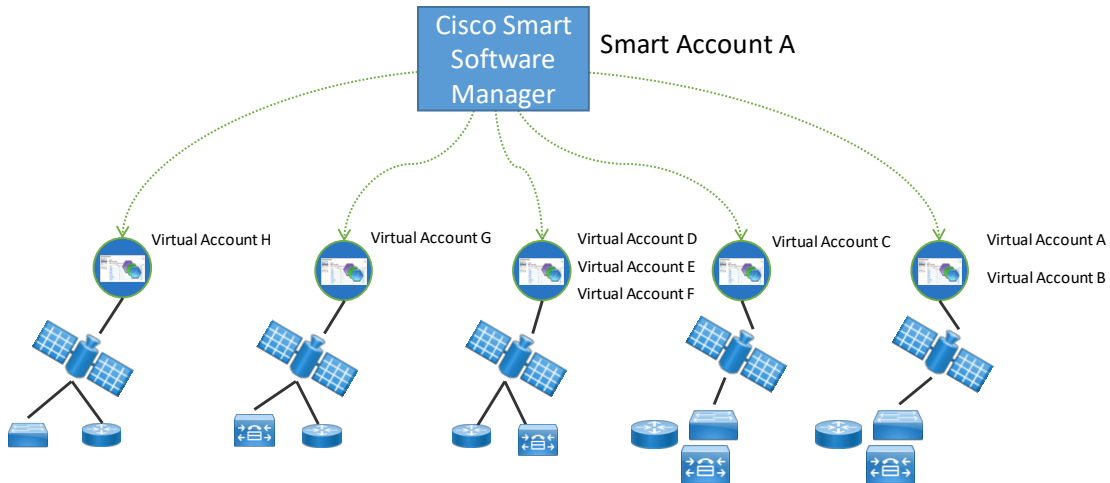 Cisco Smart
Software
Manager
Smart Account A
Virtual Account H
Virtual Account G
Virtual Account D
Virtual Account E
Virtual Account F
Virtual Account C
Virtual Account A
Virtual Account B